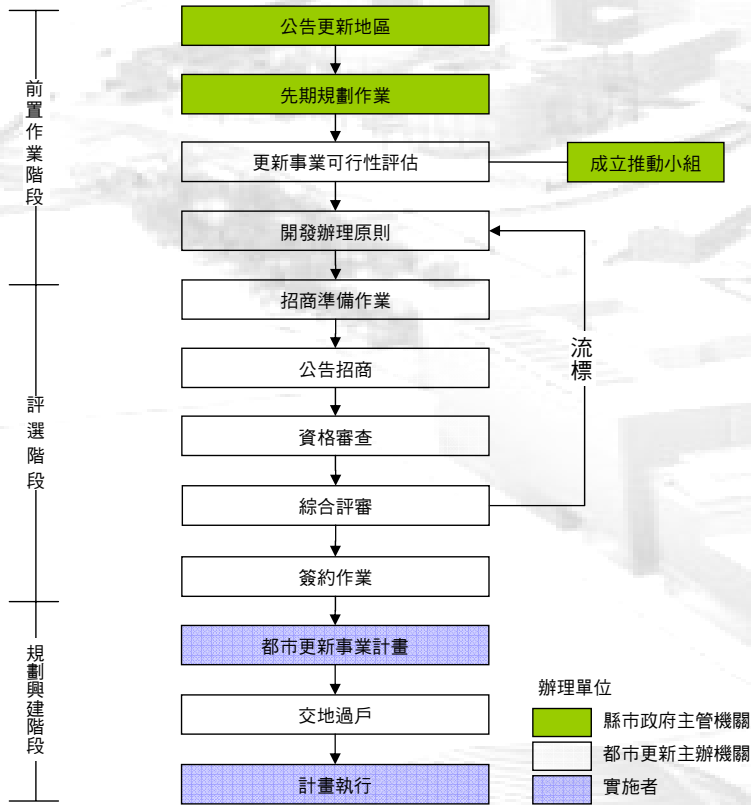 前置作業階段
公告更新地區
先期規劃作業
更新事業可行性評估
成立推動小組
開發辦理原則
評選階段
招商準備作業
公告招商
流標
資格審查
綜合評審
簽約作業
規劃興建階段
都市更新事業計畫
交地過戶
計畫執行
辦理單位
縣市政府主管機關
都市更新主辦機關
實施者